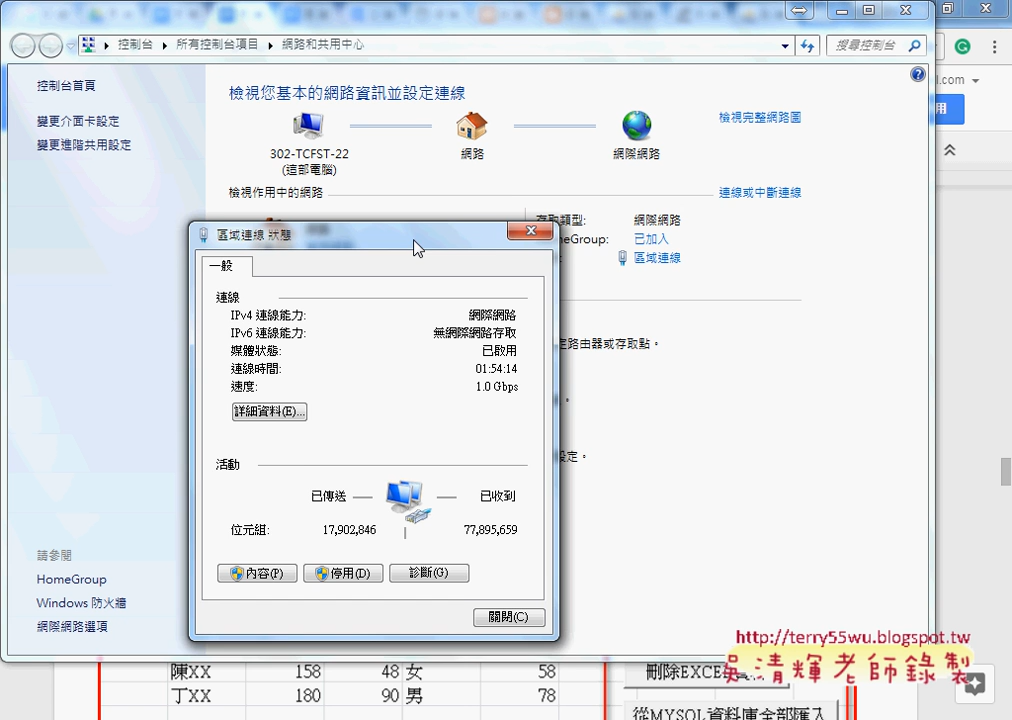 控制台 ▸ 所有控制台項目 ▸ 網路和共用中心
搜尋控制台
l.com
用
控制台首頁
變更介面卡設定
變更進階共用設定
檢視您基本的網路資訊並設定連線
302-TCFST-22
(這部電腦)
網路
網際網路
檢視完整網路圖
檢視作用中的網路
連線或中斷連線
存取類型: 網際網路
meGroup: 已加入
區域連線
定路由器或存取點。
設定。
區域連線 狀態
一般
連線
IPv4 連線能力: 網際網路
IPv6 連線能力: 無網際網路存取
媒體狀態: 已啟用
連線時間: 01:54:14
速度: 1.0 Gbps
詳細資料(E)...
活動
已傳送 已收到
位元組: 17,902,846 77,895,659
內容(P) 停用(D) 診斷(G)
關閉(C)
請參閱
HomeGroup
Windows 防火牆
網際網路選項
http://terry55wu.blogspot.tw
吳清輝老師錄製
陳XX 158 48 女 58
丁XX 180 90 男 78
刪除EXCE
從MYSQL資料庫全部匯入